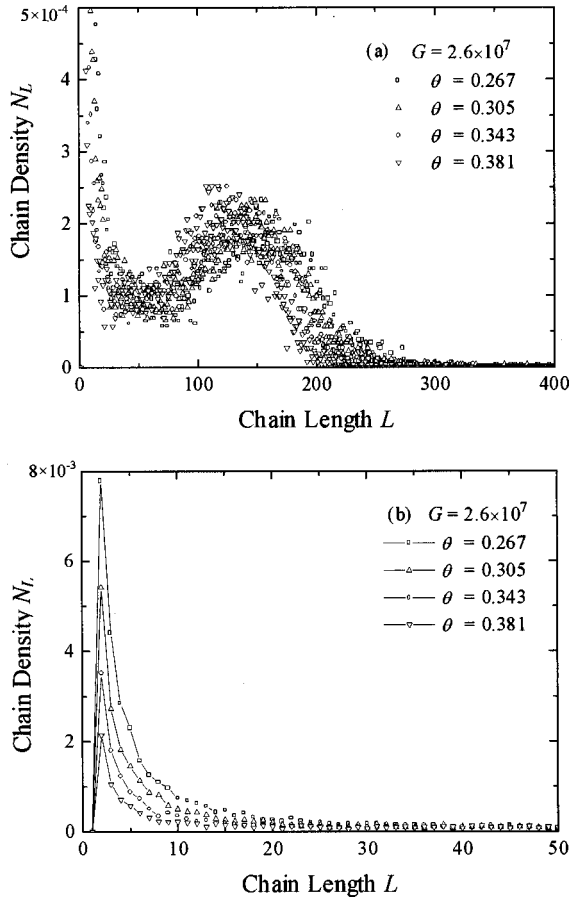 5×10⁻⁴
(a) G = 2.6×10⁷
θ = 0.267
θ = 0.305
θ = 0.343
θ = 0.381
4
3
2
1
0
Chain Density N_L
0 100 200 300 400
Chain Length L
8×10⁻³
(b) G = 2.6×10⁷
θ = 0.267
θ = 0.305
θ = 0.343
θ = 0.381
6
4
2
0
Chain Density N_L
0 10 20 30 40 50
Chain Length L